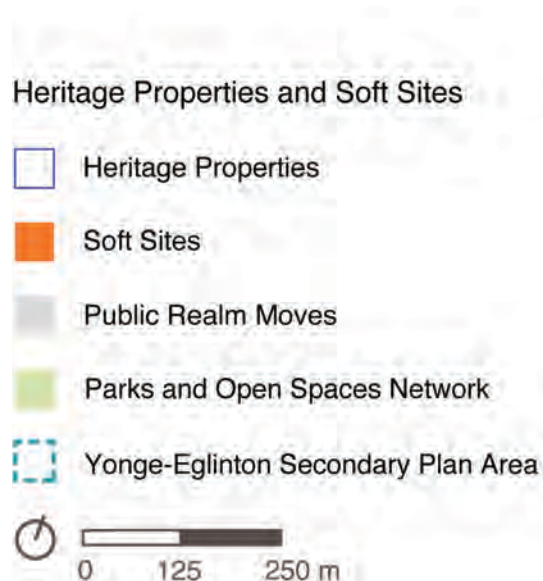 Heritage Properties and Soft Sites
Heritage Properties
Soft Sites
Public Realm Moves
Parks and Open Spaces Network
Yonge-Eglinton Secondary Plan Area
0 125 250 m